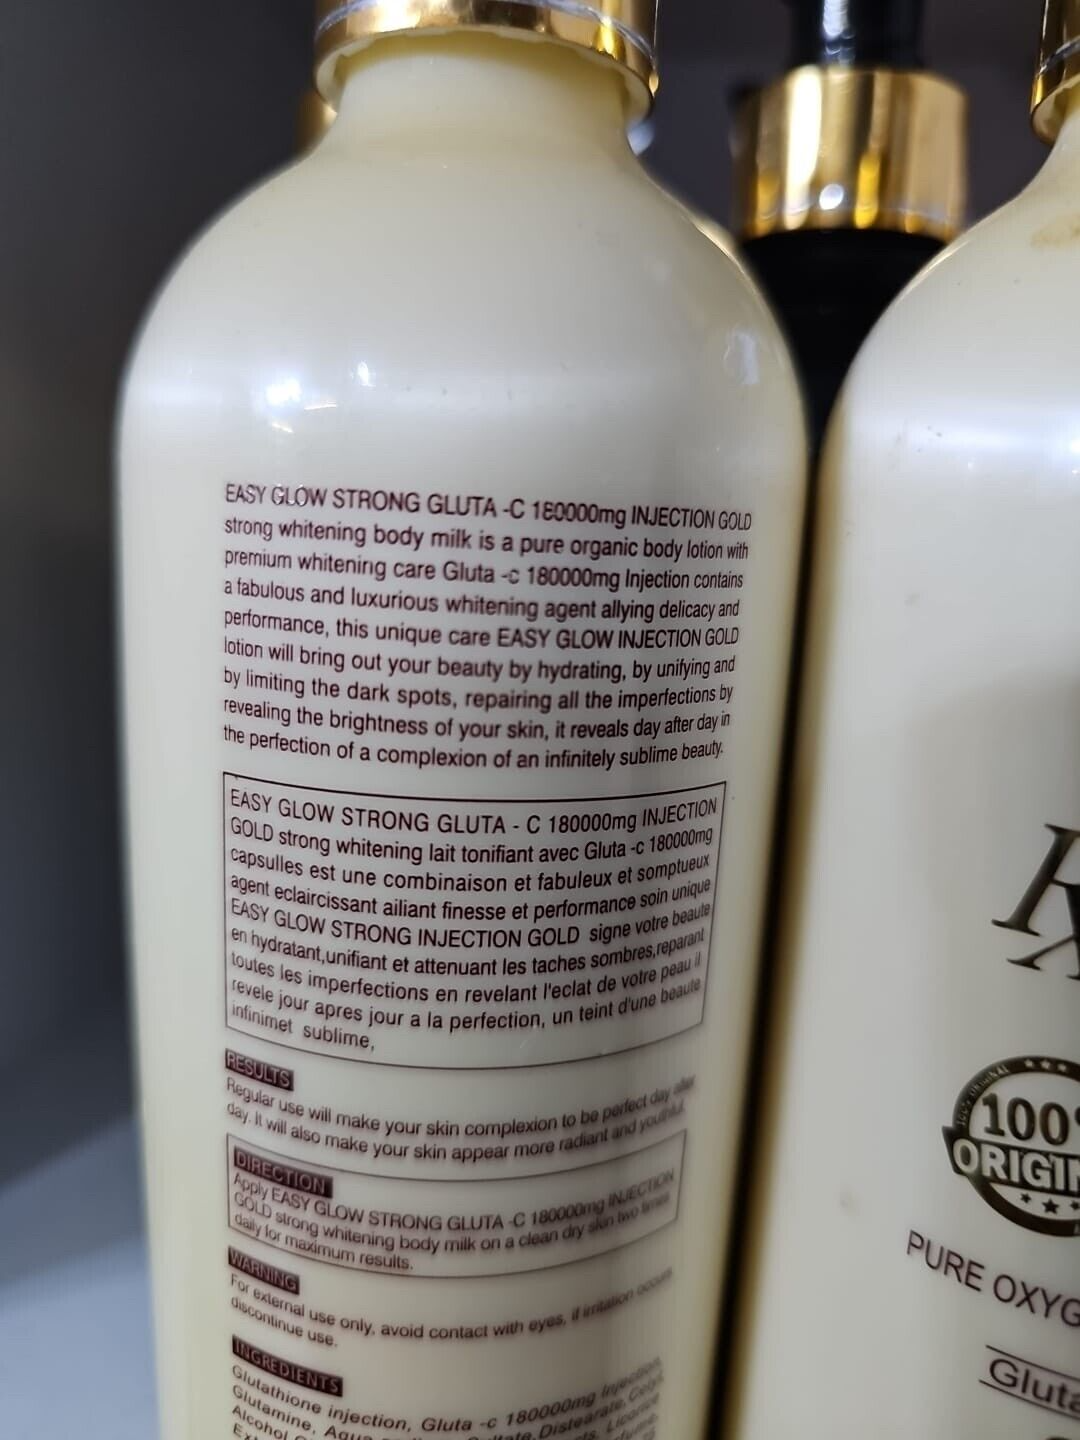 EASY GLOW STRONG GLUTA -C 180000mg INJECTION GOLD
strong whitening body milk is a pure organic body lotion with
premium whitening care Gluta -c 180000mg Injection contains
a fabulous and luxurious whitening agent allying delicacy and
performance, this unique care EASY GLOW INJECTION GOLD
lotion will bring out your beauty by hydrating, by unifying and
by limiting the dark spots, repairing all the imperfections by
revealing the brightness of your skin, it reveals day after day in
the perfection of a complexion of an infinitely sublime beauty.
EASY GLOW STRONG GLUTA - C 180000mg INJECTION
GOLD strong whitening lait tonifiant avec Gluta -c 180000mg
capsulles est une combinaison et fabuleux et somptueux
agent eclaircissant ailiant finesse et performance soin unique
EASY GLOW STRONG INJECTION GOLD signe votre beaute
en hydratant,unifiant et attenuant les taches sombres,reparant
toutes les imperfections en revelant l'eclat de votre peau il
revele jour apres jour a la perfection, un teint d'une beaute
infinimet sublime,
RESULTS
Regular use will make your skin complexion to be perfect day after
day. It will also make your skin appear more radiant and youthful.
DIRECTION
Apply EASY GLOW STRONG GLUTA -C 180000mg INJECTION
GOLD strong whitening body milk on a clean dry skin two times
daily for maximum results.
WARNING
For external use only, avoid contact with eyes, if irritation occurs
discontinue use.
INGREDIENTS
Glutathione injection, Gluta -c 180000mg Injection,
Glutamine, Aqua Distearate, Cetyl
Alcohol Licorice
100%
ORIGIN
PURE OXYG
Gluta